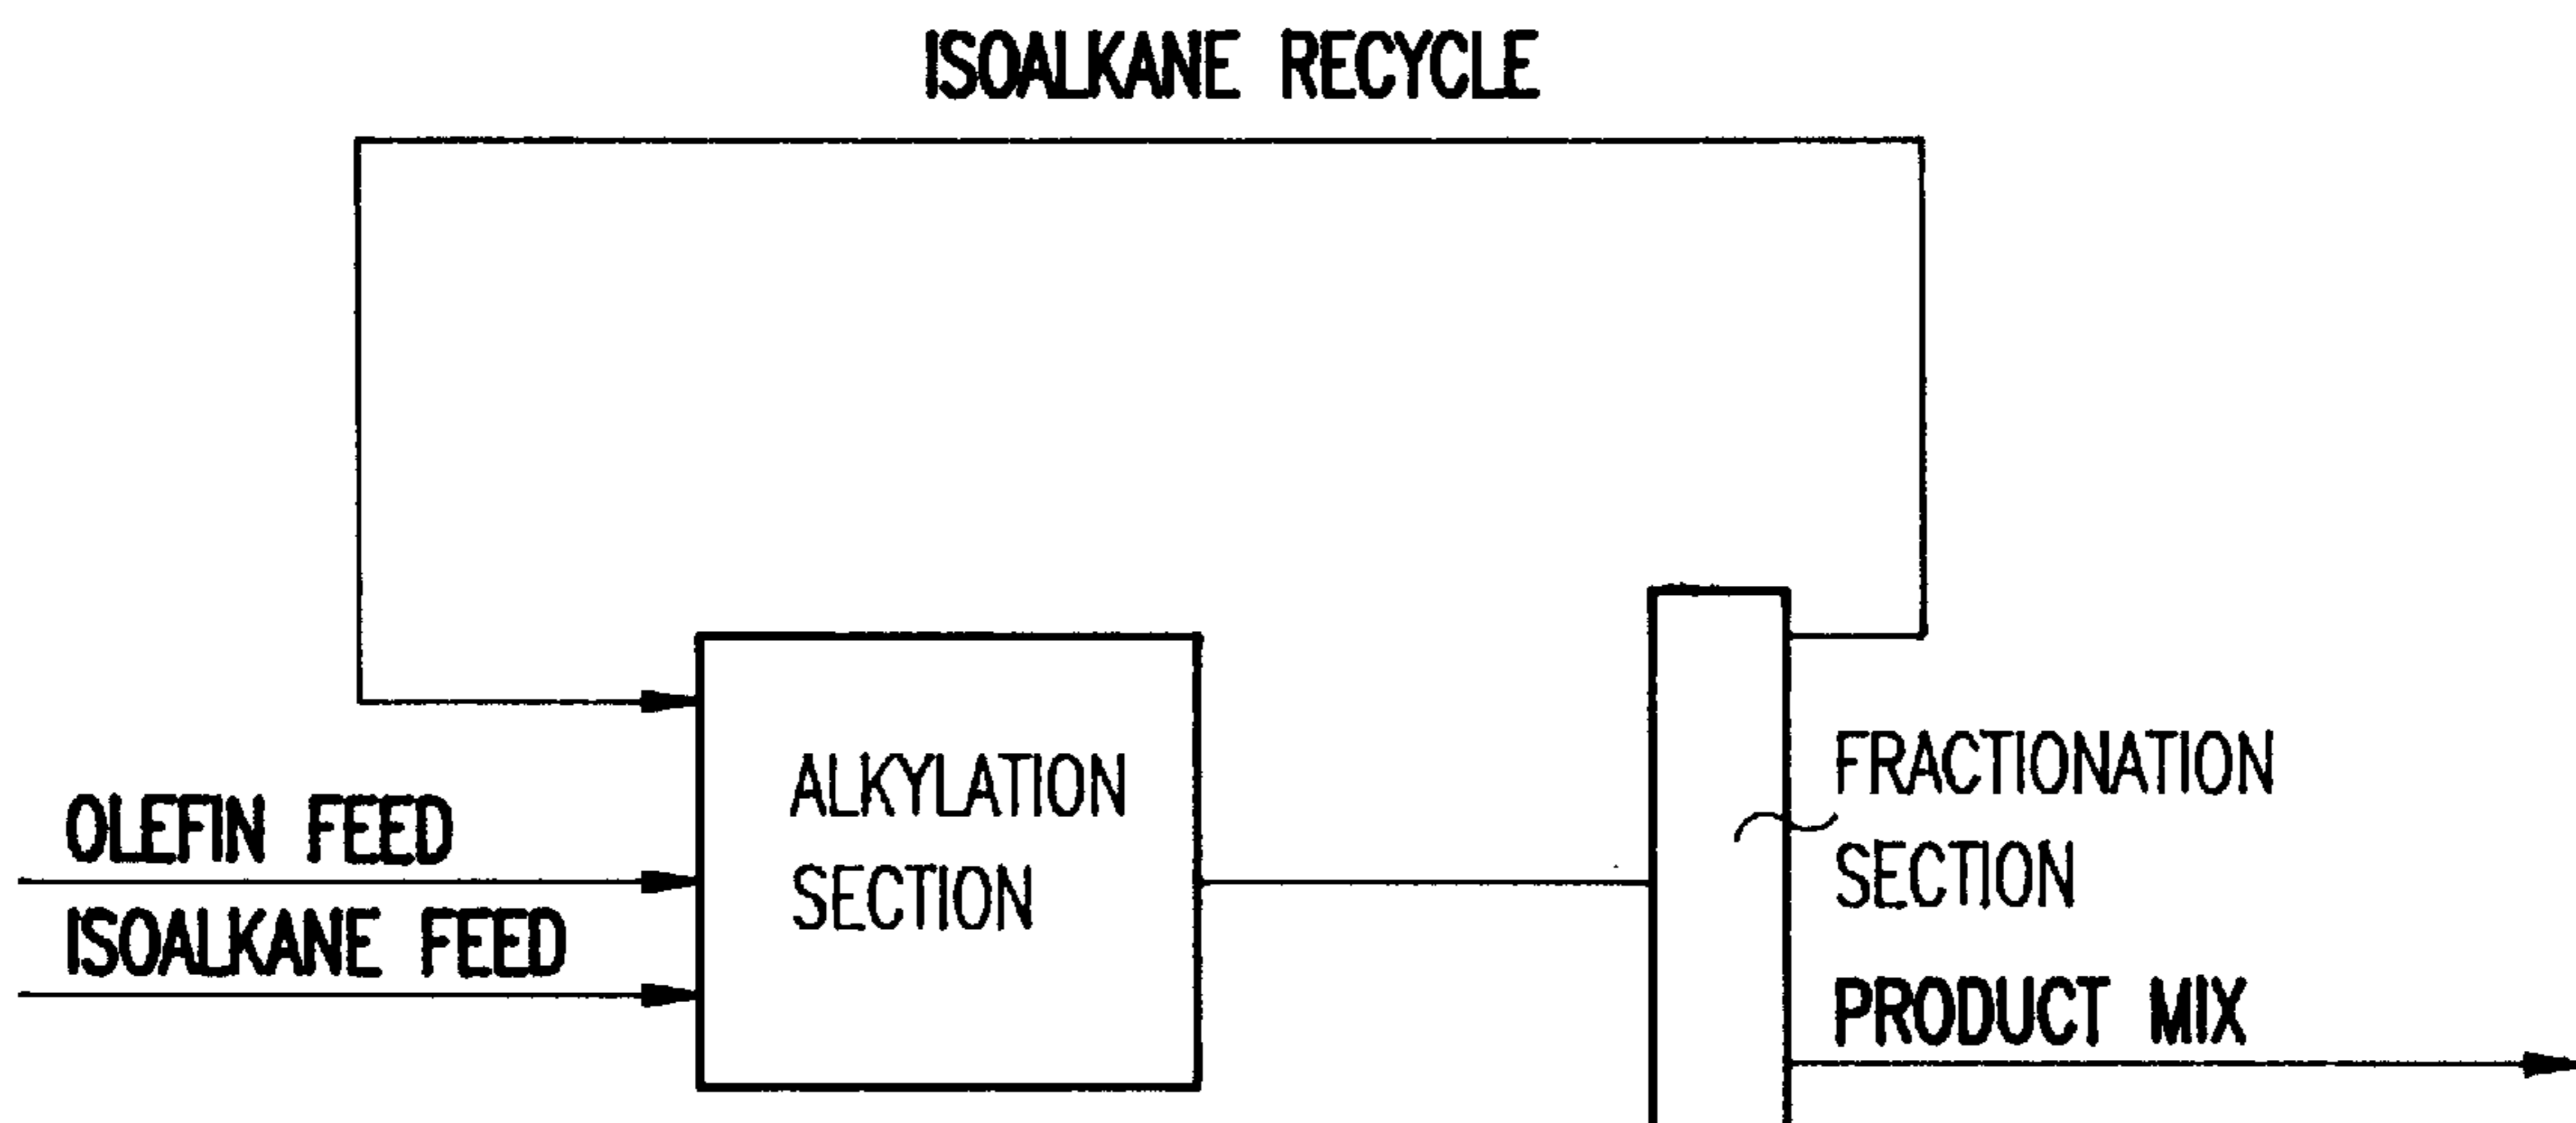 ISOALKANE RECYCLE
ALKYLATION
SECTION
OLEFIN FEED
ISOALKANE FEED
FRACTIONATION
SECTION
PRODUCT MIX